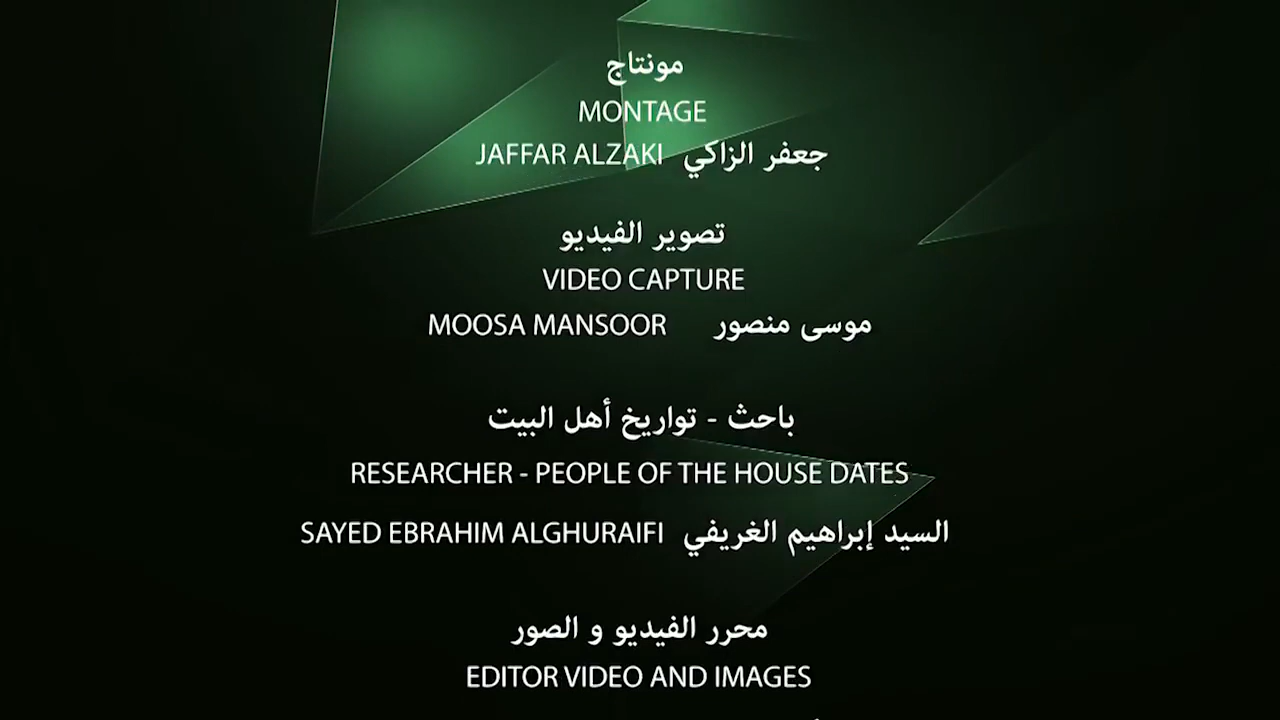 مونتاج
MONTAGE
JAFFAR ALZAKI جعفر الزاكي
تصوير الفيديو
VIDEO CAPTURE
MOOSA MANSOOR موسى منصور
باحث - تواريخ أهل البيت
RESEARCHER - PEOPLE OF THE HOUSE DATES
SAYED EBRAHIM ALGHURAIFI السيد إبراهيم الغريفي
محرر الفيديو و الصور
EDITOR VIDEO AND IMAGES